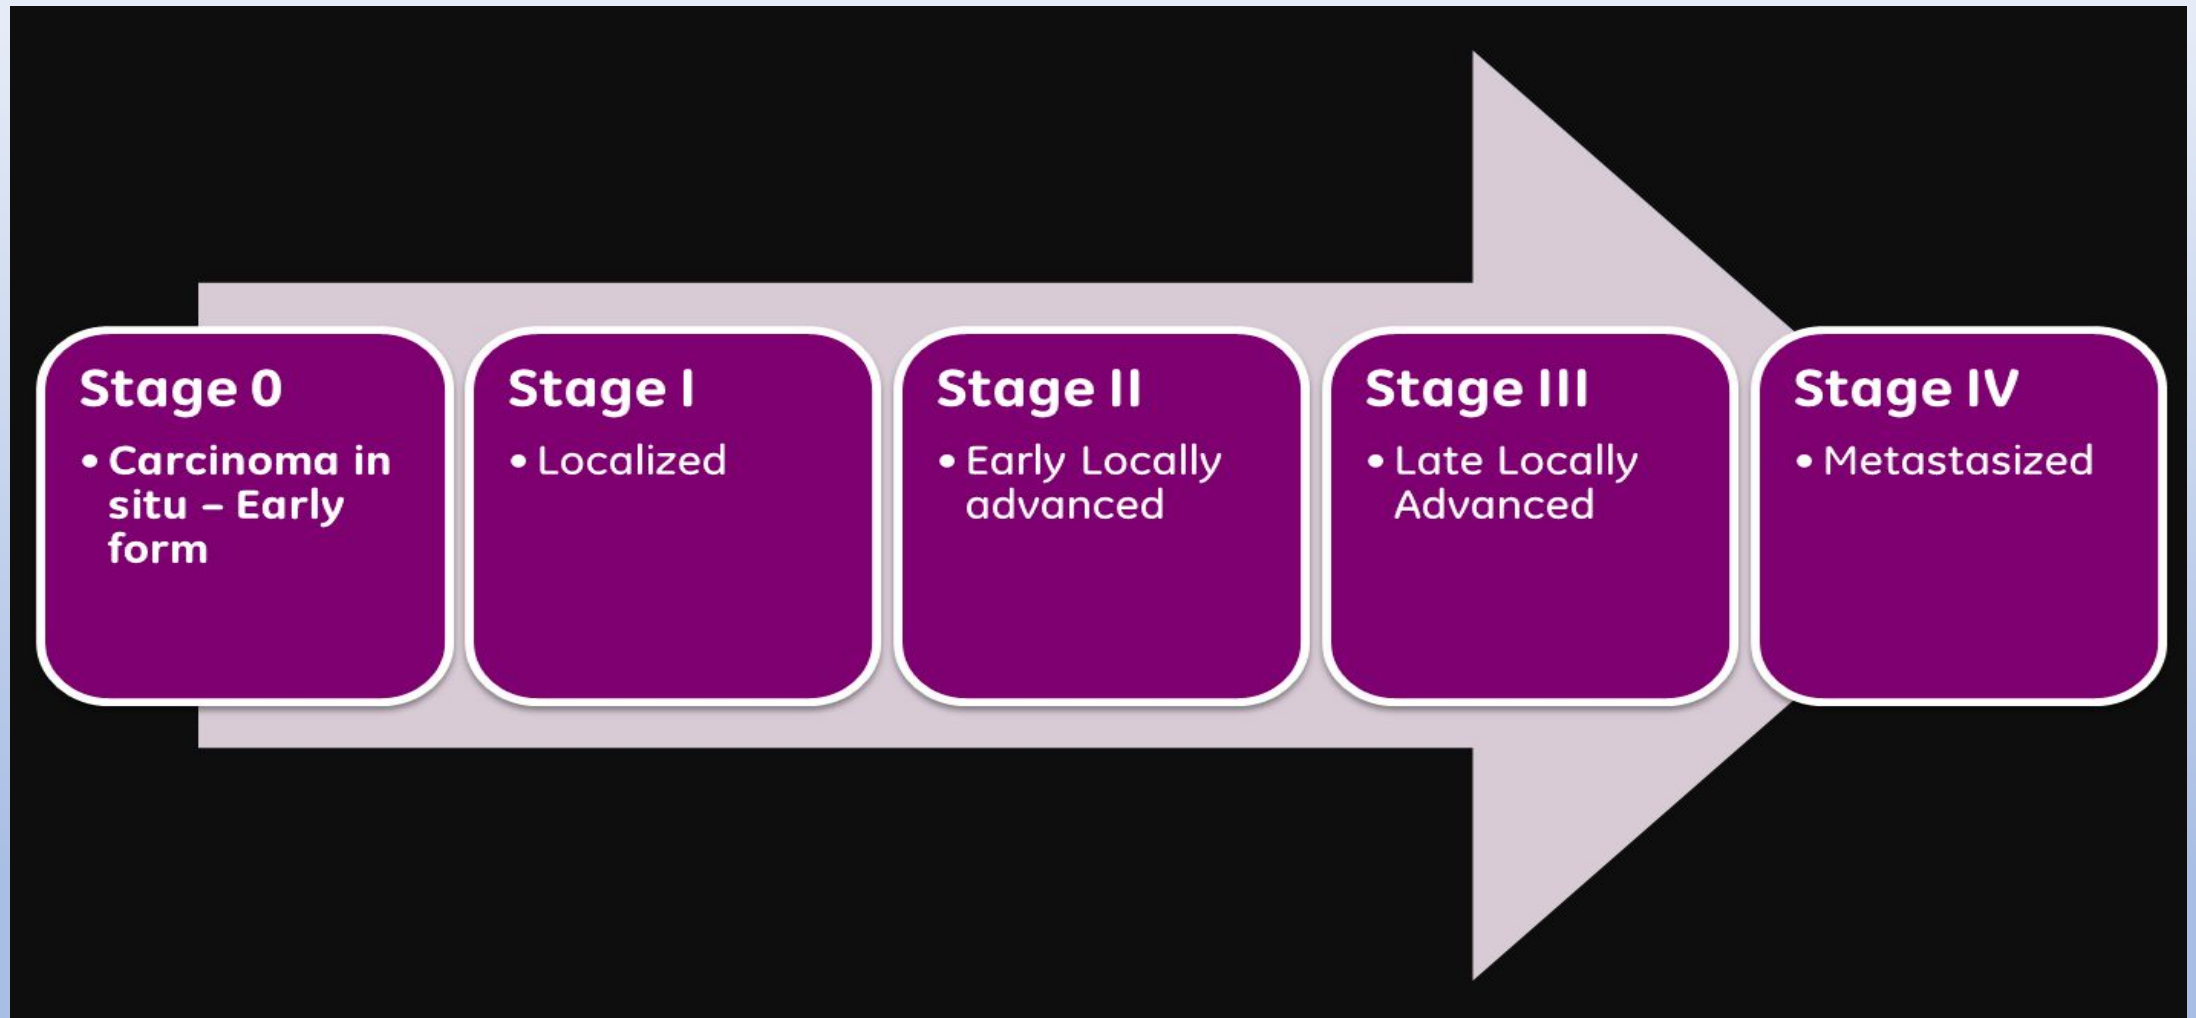 Stage 0
• Carcinoma in
situ – Early
form
Stage I
• Localized
Stage II
• Early Locally
advanced
Stage III
• Late Locally
Advanced
Stage IV
• Metastasized